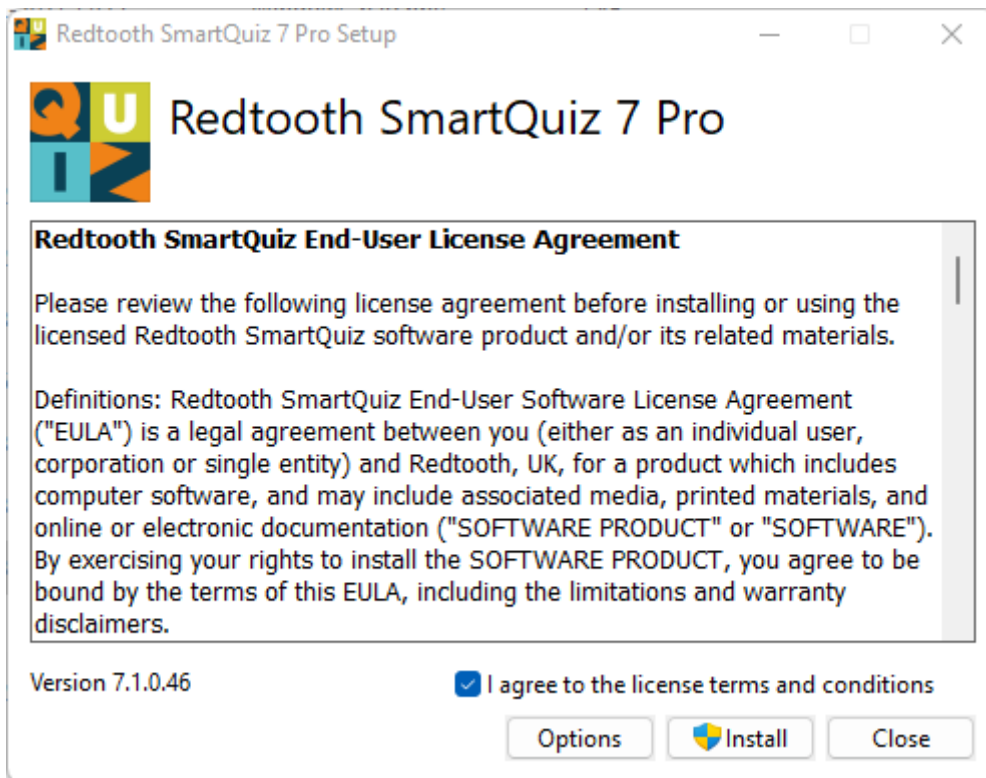 Redtooth SmartQuiz 7 Pro Setup
QUIZ
Redtooth SmartQuiz 7 Pro
Redtooth SmartQuiz End-User License Agreement
Please review the following license agreement before installing or using the
licensed Redtooth SmartQuiz software product and/or its related materials.
Definitions: Redtooth SmartQuiz End-User Software License Agreement
("EULA") is a legal agreement between you (either as an individual user,
corporation or single entity) and Redtooth, UK, for a product which includes
computer software, and may include associated media, printed materials, and
online or electronic documentation ("SOFTWARE PRODUCT" or "SOFTWARE").
By exercising your rights to install the SOFTWARE PRODUCT, you agree to be
bound by the terms of this EULA, including the limitations and warranty
disclaimers.
Version 7.1.0.46
I agree to the license terms and conditions
Options
Install
Close